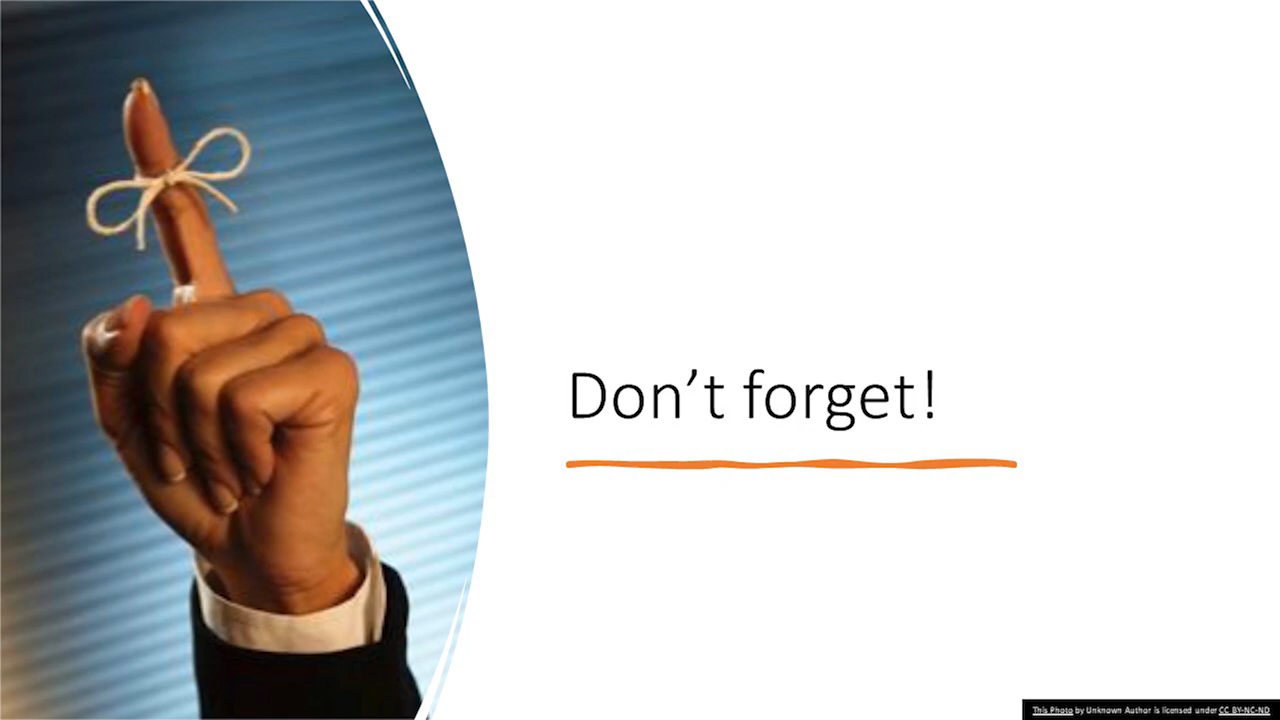 Don’t forget!
This Photo by Unknown Author is licensed under CC BY-NC-ND